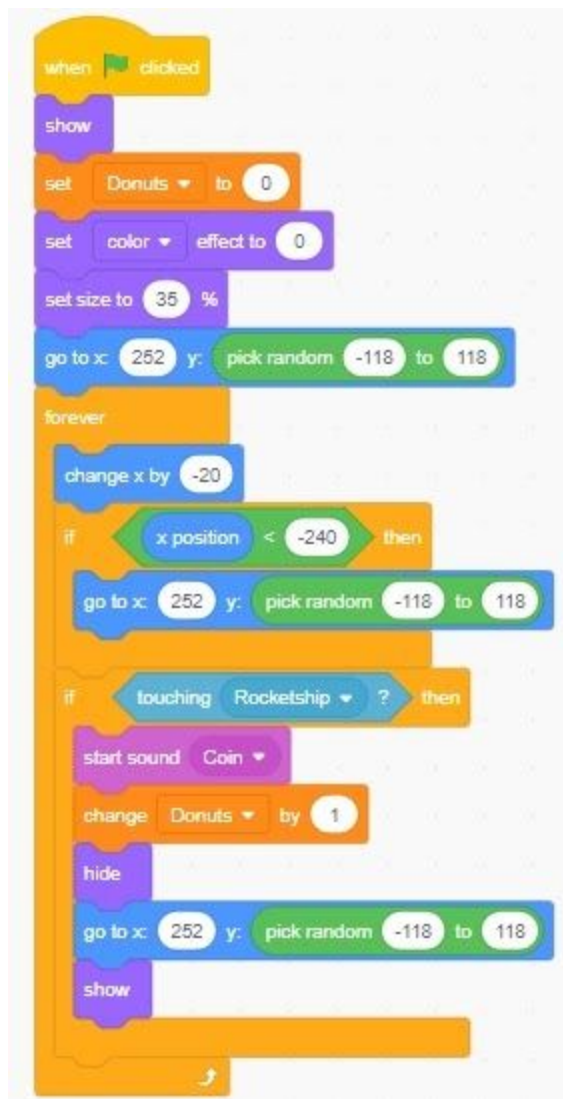 when clicked
show
set Donuts to 0
set color effect to 0
set size to 35 %
go to x: 252 y: pick random -118 to 118
forever
change x by -20
if x position < -240 then
go to x: 252 y: pick random -118 to 118
if touching Rocketship ? then
start sound Coin
change Donuts by 1
hide
go to x: 252 y: pick random -118 to 118
show